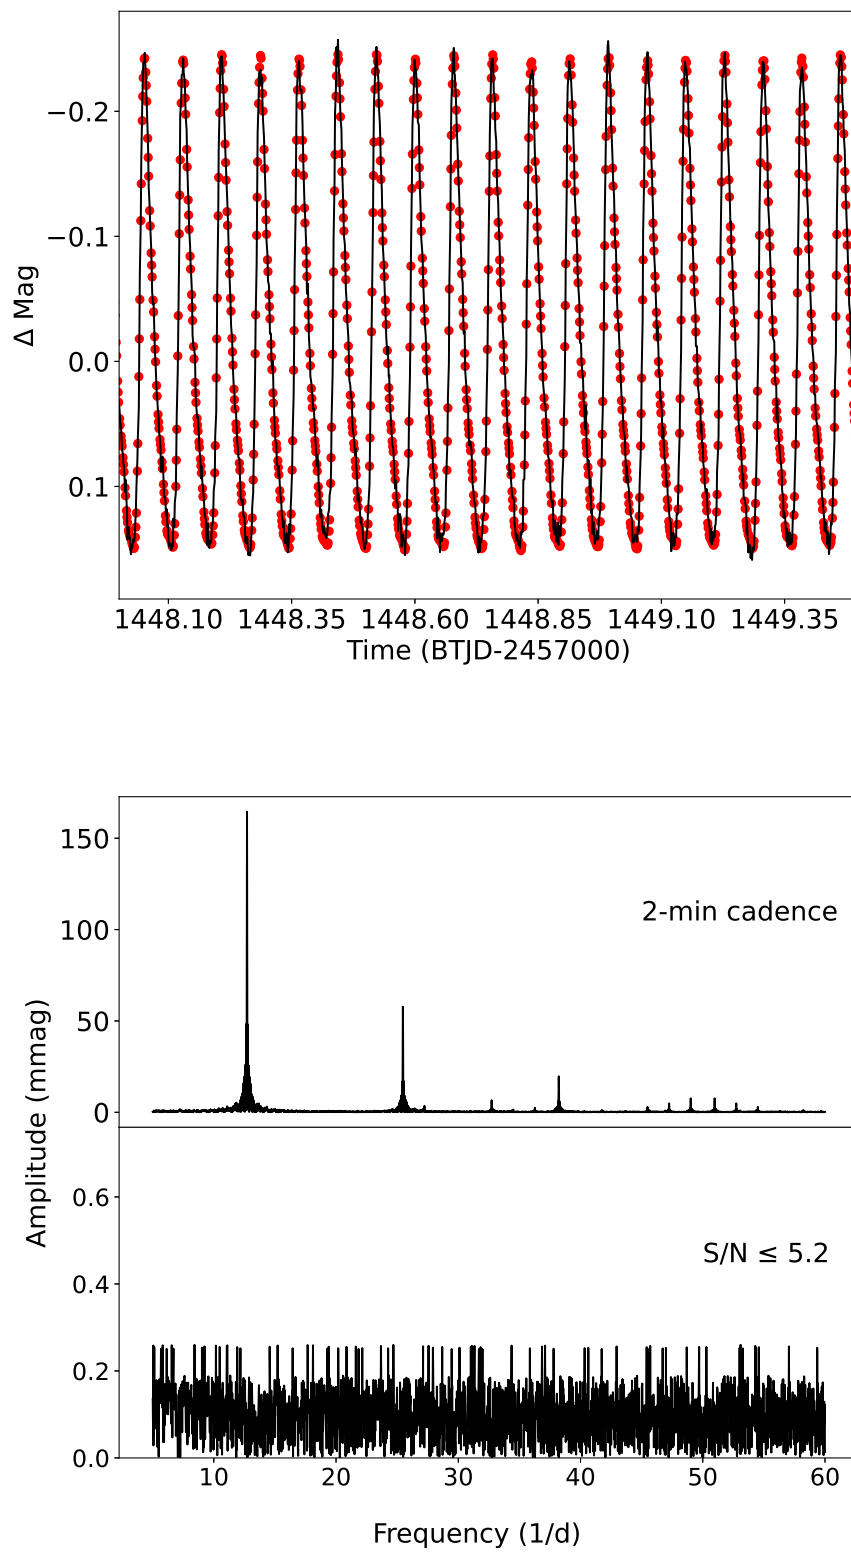 −0.2
−0.1
0.0
0.1
Δ Mag
1448.10 1448.35 1448.60 1448.85 1449.10 1449.35
Time (BTJD-2457000)
150
100
50
0
2-min cadence
Amplitude (mmag)
0.6
0.4
0.2
0.0
S/N ≤ 5.2
10 20 30 40 50 60
Frequency (1/d)